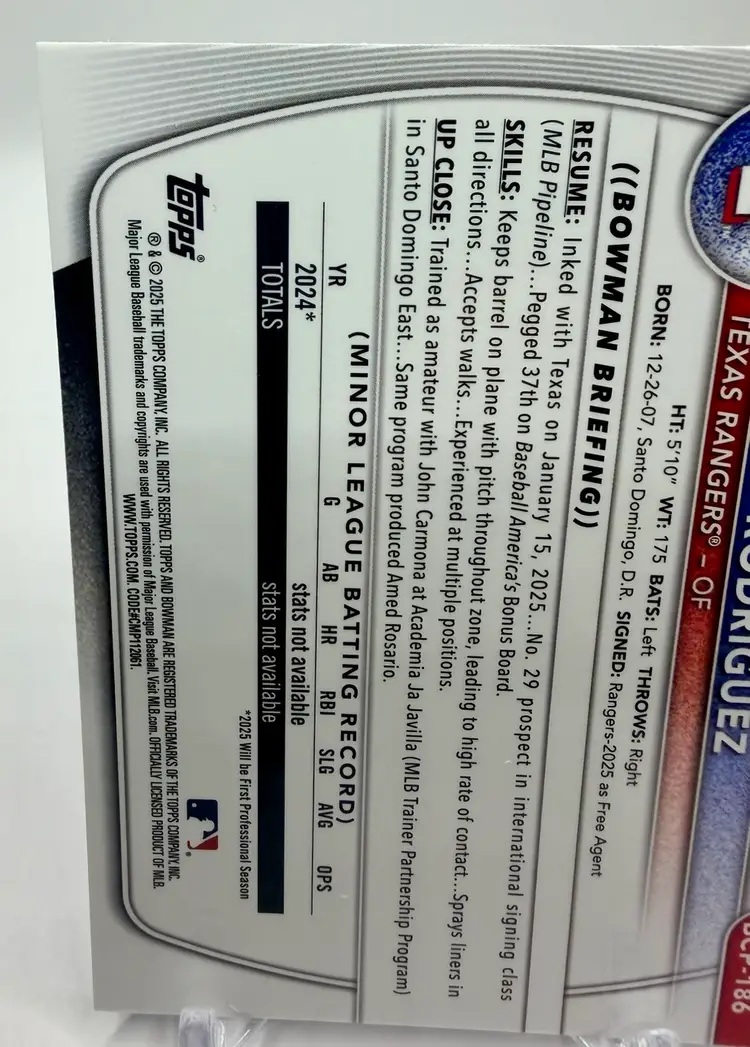 RODRIGUEZ
TEXAS RANGERS® – OF
BCP-186
HT: 5'10" WT: 175 BATS: Left THROWS: Right
BORN: 12-26-07, Santo Domingo, D.R. SIGNED: Rangers-2025 as Free Agent
((BOWMAN BRIEFING))
RESUME: Inked with Texas on January 15, 2025....No. 29 prospect in international signing class
(MLB Pipeline)...Pegged 37th on Baseball America's Bonus Board.
SKILLS: Keeps barrel on plane with pitch throughout zone, leading to high rate of contact...Sprays liners in
all directions...Accepts walks...Experienced at multiple positions.
UP CLOSE: Trained as amateur with John Carmona at Academia Ja Javilla (MLB Trainer Partnership Program)
in Santo Domingo East...Same program produced Amed Rosario.
(MINOR LEAGUE BATTING RECORD)
YR G AB HR RBI SLG AVG OPS
2024* stats not available
TOTALS stats not available
*2025 Will be First Professional Season
Topps®
® & © 2025 THE TOPPS COMPANY, INC. ALL RIGHTS RESERVED. TOPPS AND BOWMAN ARE REGISTERED TRADEMARKS OF THE TOPPS COMPANY, INC.
Major League Baseball trademarks and copyrights are used with permission of Major League Baseball. Visit MLB.com. OFFICIALLY LICENSED PRODUCT OF MLB.
WWW.TOPPS.COM. CODE#CMP112061.